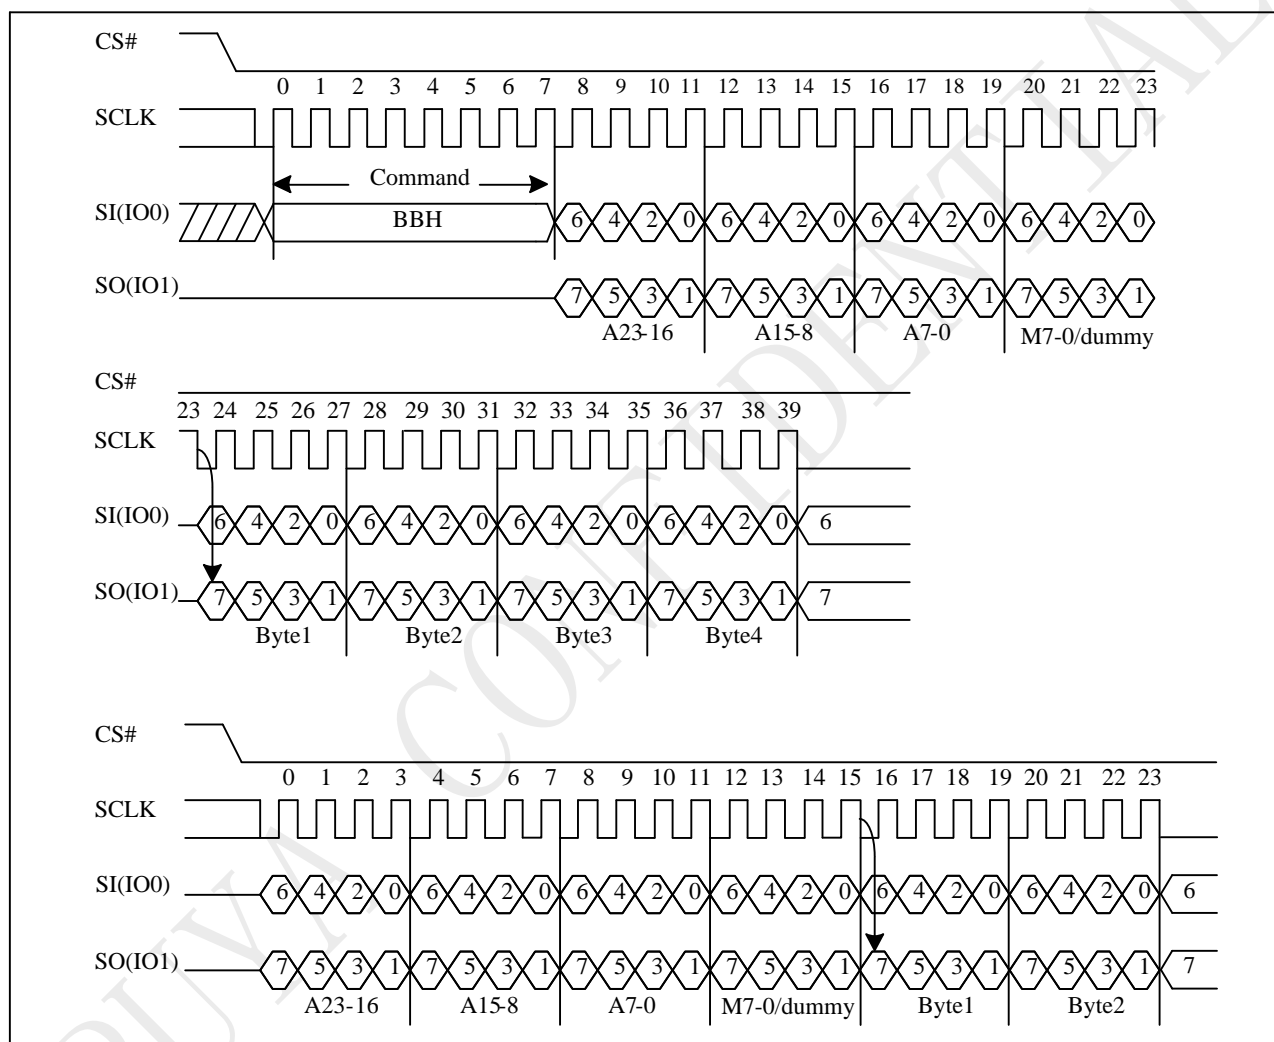 CS#
0 1 2 3 4 5 6 7 8 9 10 11 12 13 14 15 16 17 18 19 20 21 22 23
SCLK
Command
SI(IO0) BBH 6 4 2 0 6 4 2 0 6 4 2 0 6 4 2 0
SO(IO1) 7 5 3 1 7 5 3 1 7 5 3 1 7 5 3 1
A23-16 A15-8 A7-0 M7-0/dummy
CS#
23 24 25 26 27 28 29 30 31 32 33 34 35 36 37 38 39
SCLK
SI(IO0) 6 4 2 0 6 4 2 0 6 4 2 0 6 4 2 0 6
SO(IO1) 7 5 3 1 7 5 3 1 7 5 3 1 7 5 3 1 7
Byte1 Byte2 Byte3 Byte4
CS#
0 1 2 3 4 5 6 7 8 9 10 11 12 13 14 15 16 17 18 19 20 21 22 23
SCLK
SI(IO0) 6 4 2 0 6 4 2 0 6 4 2 0 6 4 2 0 6 4 2 0 6 4 2 0 6
SO(IO1) 7 5 3 1 7 5 3 1 7 5 3 1 7 5 3 1 7 5 3 1 7 5 3 1 7
A23-16 A15-8 A7-0 M7-0/dummy Byte1 Byte2
PUYA CONFIDENTIAL